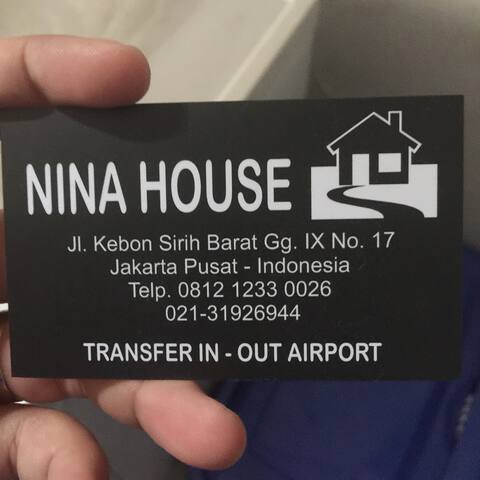 NINA HOUSE
Jl. Kebon Sirih Barat Gg. IX No. 17
Jakarta Pusat - Indonesia
Telp. 0812 1233 0026
021-31926944
TRANSFER IN - OUT AIRPORT